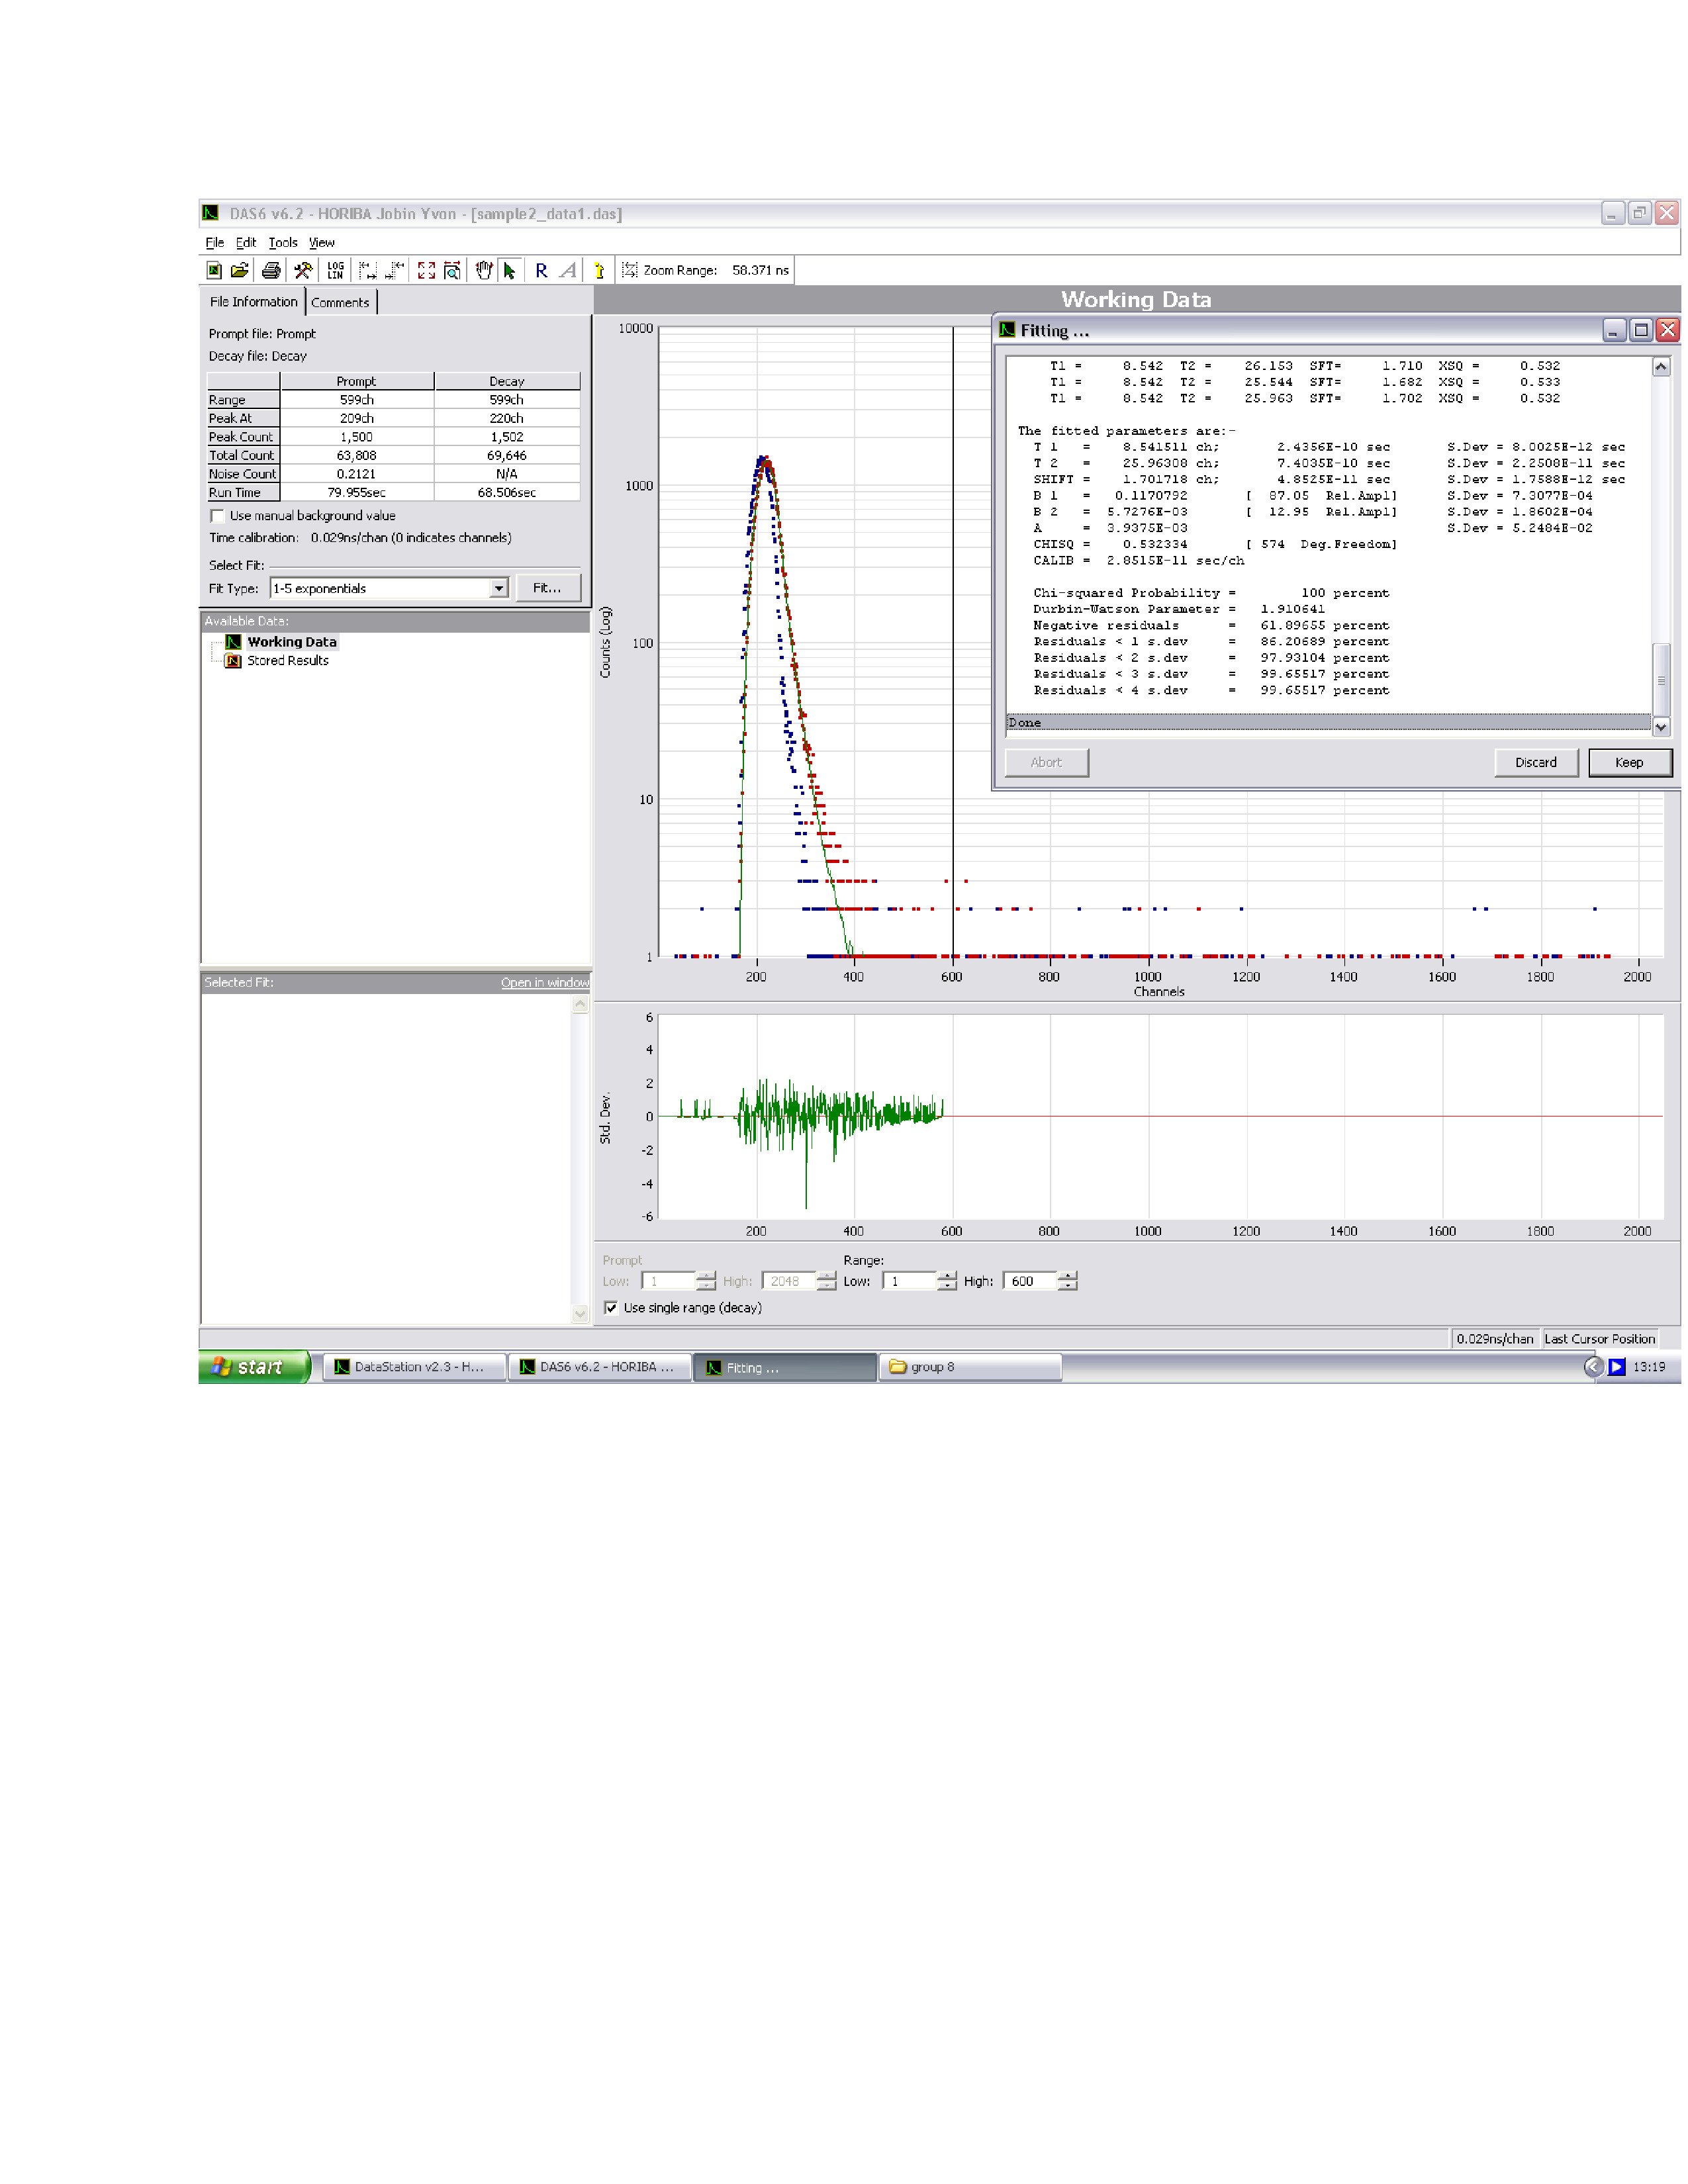 DAS6 v6.2 - HORIBA Jobin Yvon - [sample2_data1.das]
File Edit Tools View
LOG LIN R A Zoom Range: 58.371 ns
File Information Comments
Prompt file: Prompt
Decay file: Decay
Prompt Decay
Range 599ch 599ch
Peak At 209ch 220ch
Peak Count 1,500 1,502
Total Count 63,808 69,646
Noise Count 0.2121 N/A
Run Time 79.955sec 68.506sec
Use manual background value
Time calibration: 0.029ns/chan (0 indicates channels)
Select Fit:
Fit Type: 1-5 exponentials Fit...
Available Data:
Working Data
Stored Results
Selected Fit: Open in window
Working Data
10000
1000
100
10
1
Counts (Log)
200 400 600 800 1000 1200 1400 1600 1800 2000
Channels
Fitting ...
T1 = 8.542 T2 = 26.153 SFT= 1.710 XSQ = 0.532
T1 = 8.542 T2 = 25.544 SFT= 1.682 XSQ = 0.533
T1 = 8.542 T2 = 25.963 SFT= 1.702 XSQ = 0.532
The fitted parameters are:-
T 1 = 8.541511 ch; 2.4356E-10 sec S.Dev = 8.0025E-12 sec
T 2 = 25.96308 ch; 7.4035E-10 sec S.Dev = 2.2508E-11 sec
SHIFT = 1.701718 ch; 4.8525E-11 sec S.Dev = 1.7588E-12 sec
B 1 = 0.1170792 [ 87.05 Rel.Ampl] S.Dev = 7.3077E-04
B 2 = 5.7276E-03 [ 12.95 Rel.Ampl] S.Dev = 1.8602E-04
A = 3.9375E-03 S.Dev = 5.2484E-02
CHISQ = 0.532334 [ 574 Deg.Freedom]
CALIB = 2.8515E-11 sec/ch
Chi-squared Probability = 100 percent
Durbin-Watson Parameter = 1.910641
Negative residuals = 61.89655 percent
Residuals < 1 s.dev = 86.20689 percent
Residuals < 2 s.dev = 97.93104 percent
Residuals < 3 s.dev = 99.65517 percent
Residuals < 4 s.dev = 99.65517 percent
Done
Abort Discard Keep
6
4
2
0
-2
-4
-6
Std. Dev.
200 400 600 800 1000 1200 1400 1600 1800 2000
Prompt Range:
Low: 1 High: 2048 Low: 1 High: 600
Use single range (decay)
0.029ns/chan Last Cursor Position
start DataStation v2.3 - H... DAS6 v6.2 - HORIBA ... Fitting ... group 8 13:19